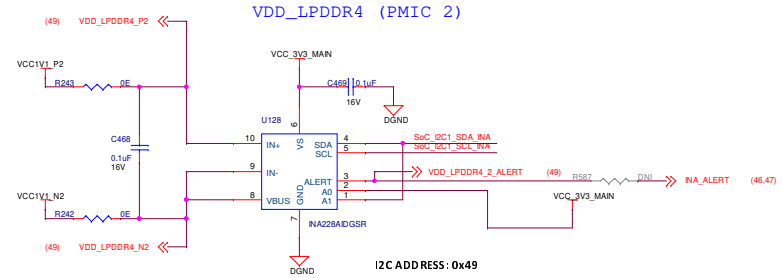 VDD_LPDDR4 (PMIC 2)
(49) VDD_LPDDR4_P2
VCC_3V3_MAIN
VCC1V1_P2
R243 0E
C469 0.1uF
16V
DGND
U128
C468
0.1uF
16V
10 IN+
6
VS
SDA 4 SoC_I2C1_SDA_INA
SCL 5 SoC_I2C1_SCL_INA
9 IN-
VDD_LPDDR4_2_ALERT (49)
ALERT 3
R587 DNI
INA_ALERT (46,47)
A0 2
VCC_3V3_MAIN
8 VBUS
GND
A1 1
VCC1V1_N2
R242 0E
7
INA228AIDGSR
(49) VDD_LPDDR4_N2
DGND
I2C ADDRESS: 0x49